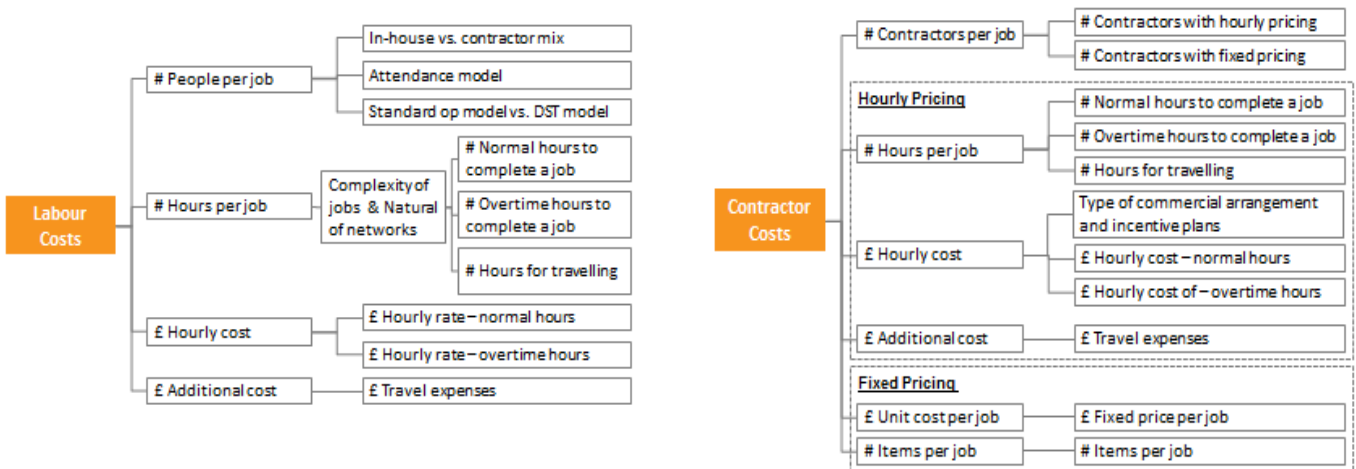 Labour
Costs
# People per job
In-house vs. contractor mix
Attendance model
Standard op model vs. DST model
# Hours per job
Complexity of
jobs & Natural
of networks
# Normal hours to
complete a job
# Overtime hours to
complete a job
# Hours for travelling
£ Hourly cost
£ Hourly rate – normal hours
£ Hourly rate – overtime hours
£ Additional cost
£ Travel expenses
Contractor
Costs
# Contractors per job
# Contractors with hourly pricing
# Contractors with fixed pricing
Hourly Pricing
# Hours per job
# Normal hours to complete a job
# Overtime hours to complete a job
# Hours for travelling
£ Hourly cost
Type of commercial arrangement
and incentive plans
£ Hourly cost – normal hours
£ Hourly cost of – overtime hours
£ Additional cost
£ Travel expenses
Fixed Pricing
£ Unit cost per job
£ Fixed price per job
# Items per job
# Items per job